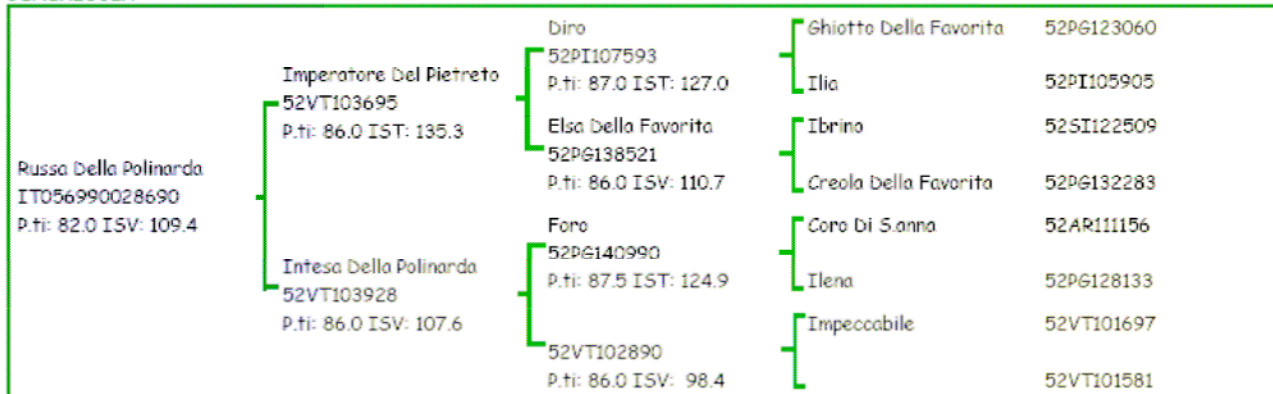 Diro
Ghiotto Della Favorita 52PG123060
52PI107593
Imperatore Del Pietreto
P.ti: 87.0 IST: 127.0
Ilia 52PI105905
52VT103695
P.ti: 86.0 IST: 135.3
Elsa Della Favorita
Ibrino 52SI122509
52PG138521
Russa Della Polinarda
P.ti: 86.0 ISV: 110.7
Creola Della Favorita 52PG132283
IT056990028690
P.ti: 82.0 ISV: 109.4
Foro
Coro Di S.anna 52AR111156
52PG140990
Intesa Della Polinarda
P.ti: 87.5 IST: 124.9
Ilena 52PG128133
52VT103928
P.ti: 86.0 ISV: 107.6
Impeccabile 52VT101697
52VT102890
P.ti: 86.0 ISV: 98.4
52VT101581